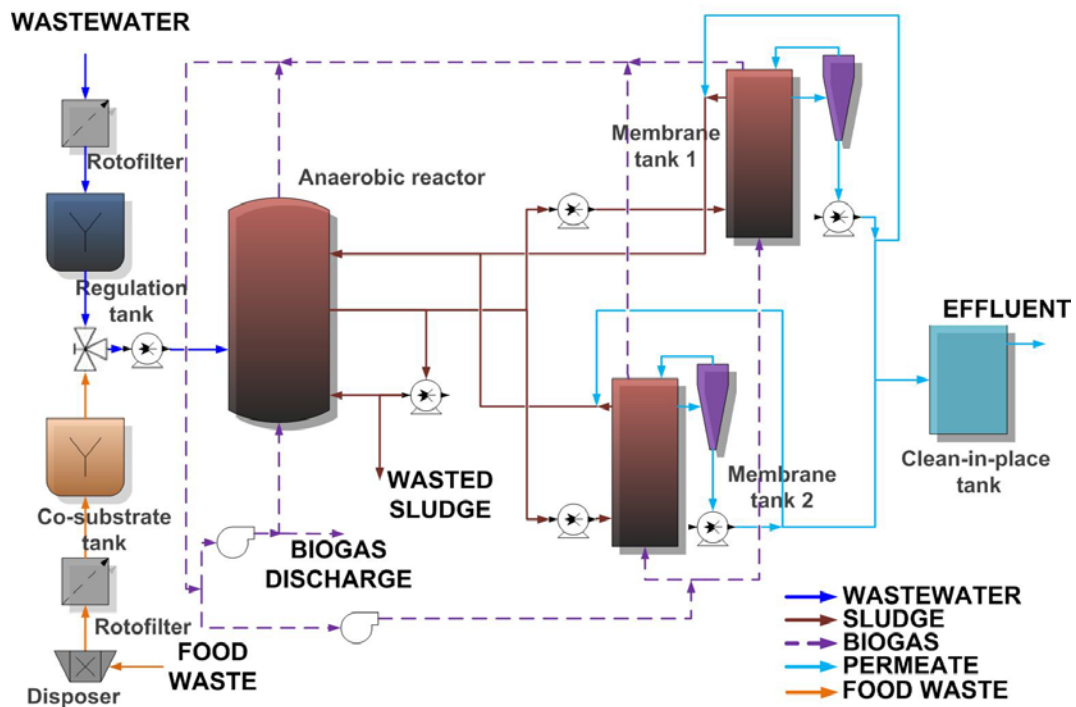 WASTEWATER
Rotofilter
Regulation
tank
Anaerobic reactor
Membrane
tank 1
EFFLUENT
Clean-in-place
tank
Membrane
tank 2
WASTED
SLUDGE
Co-substrate
tank
BIOGAS
DISCHARGE
Rotofilter
FOOD
WASTE
Disposer
WASTEWATER
SLUDGE
BIOGAS
PERMEATE
FOOD WASTE